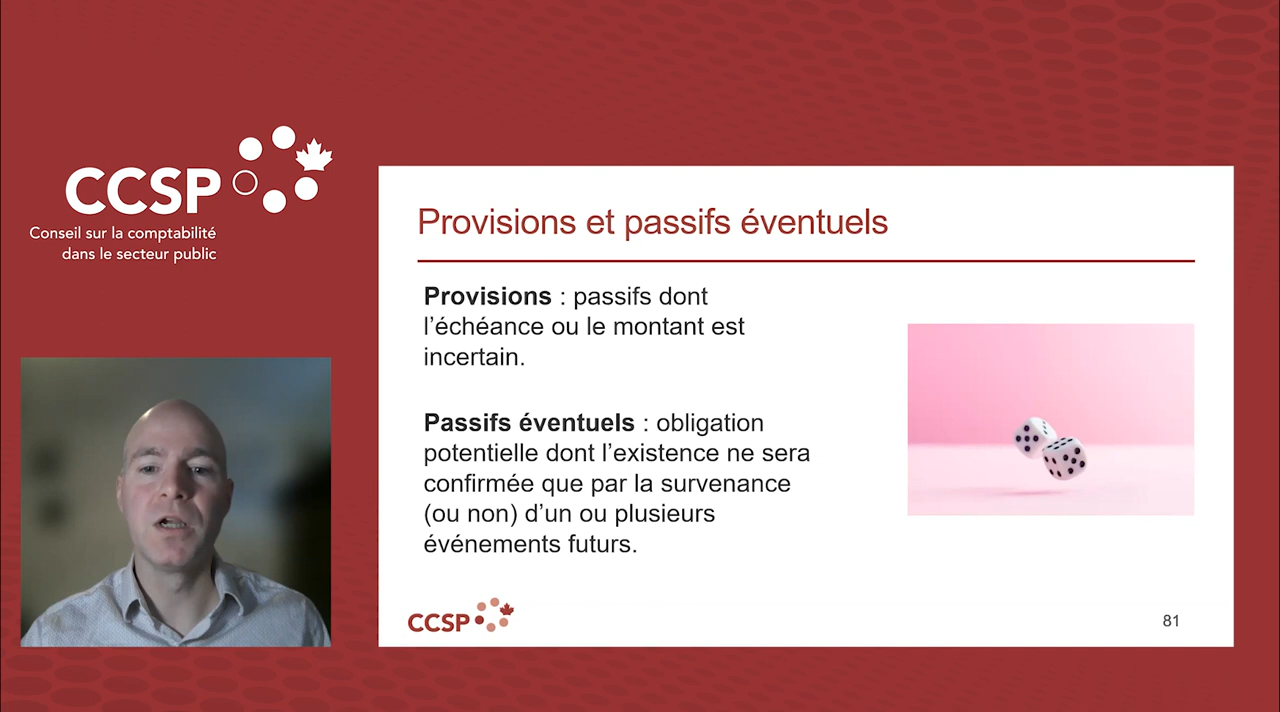 CCSP
Conseil sur la comptabilité
dans le secteur public
Provisions et passifs éventuels
Provisions : passifs dont
l’échéance ou le montant est
incertain.
Passifs éventuels : obligation
potentielle dont l’existence ne sera
confirmée que par la survenance
(ou non) d’un ou plusieurs
événements futurs.
CCSP
81